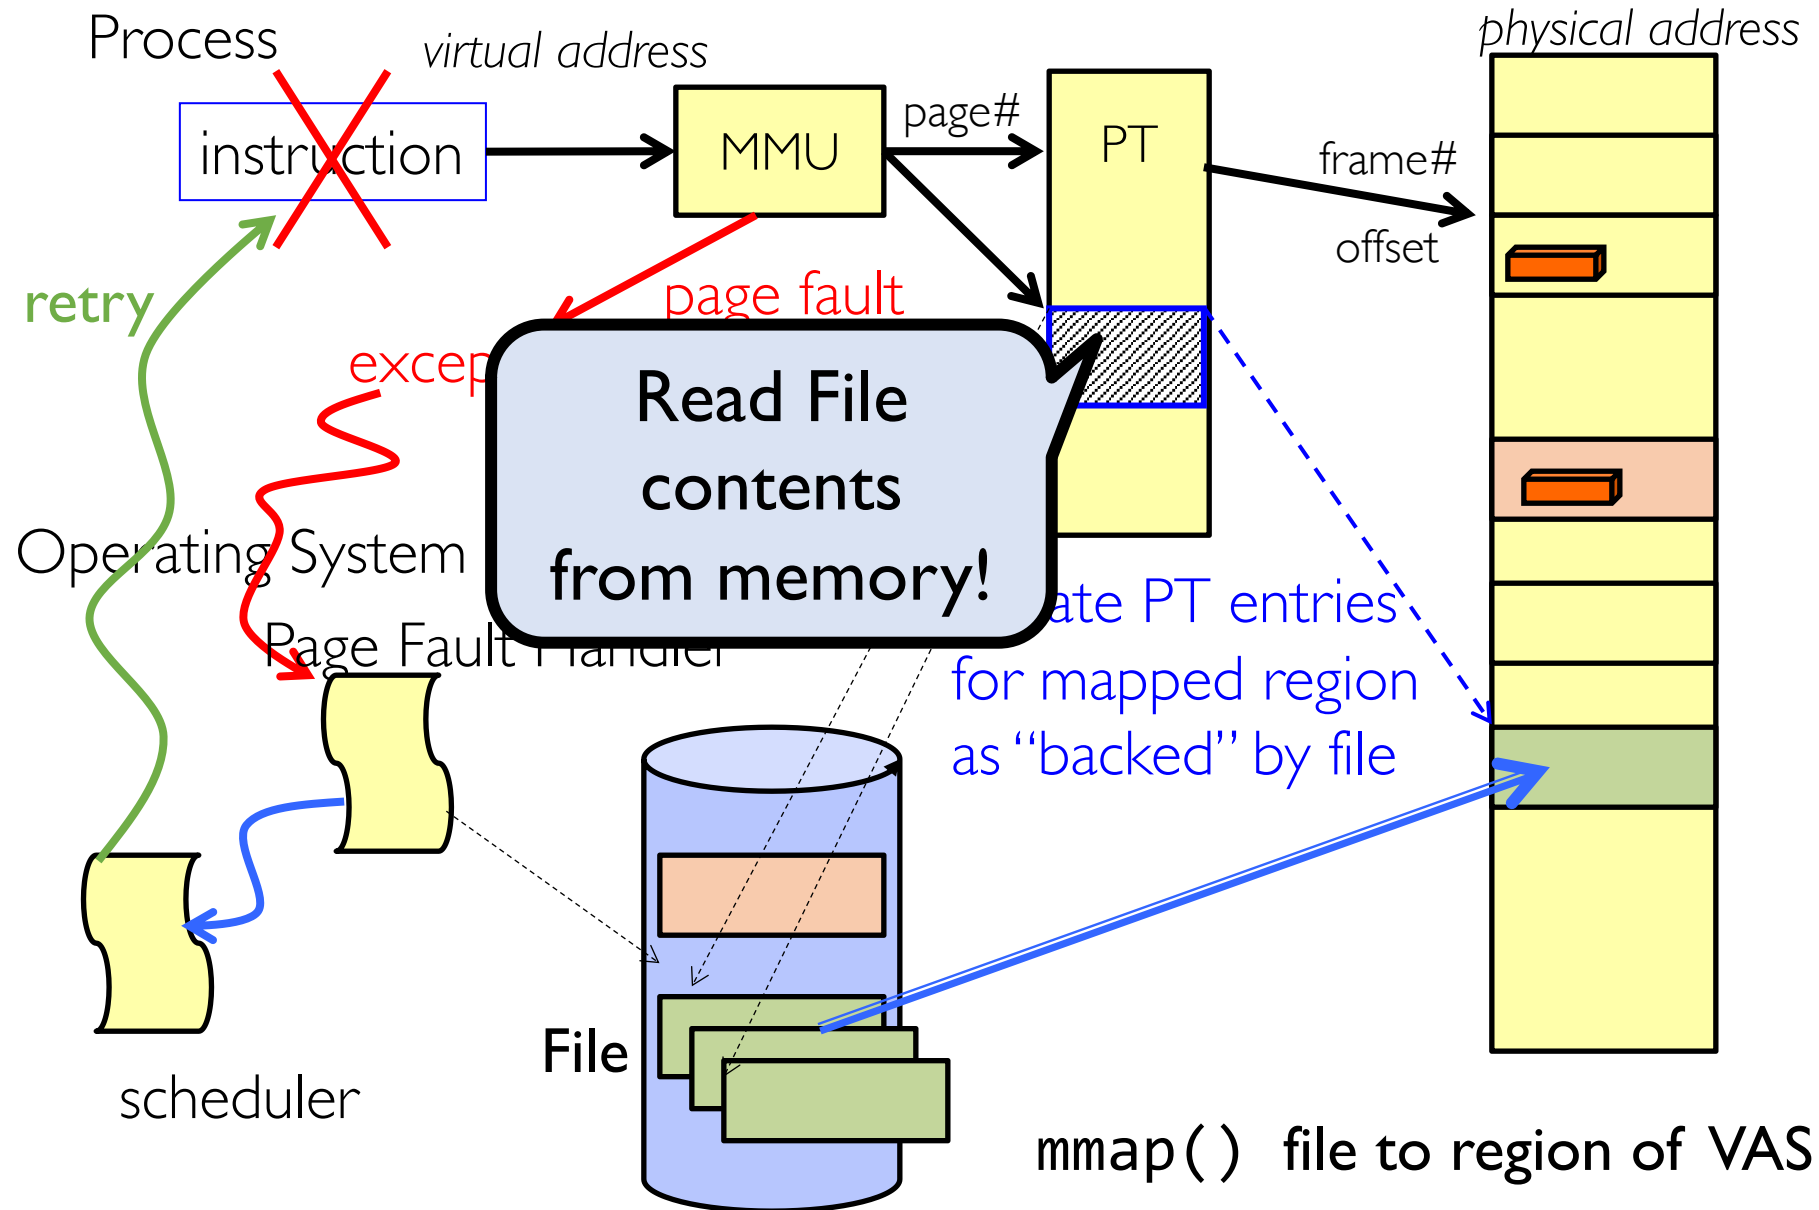 Process
virtual address
physical address
instruction
MMU
page#
PT
frame#
offset
retry
page fault
Read File
contents
from memory!
Operating System
Page Fault Handler
for mapped region
as “backed” by file
PT entries
File
scheduler
mmap() file to region of VAS